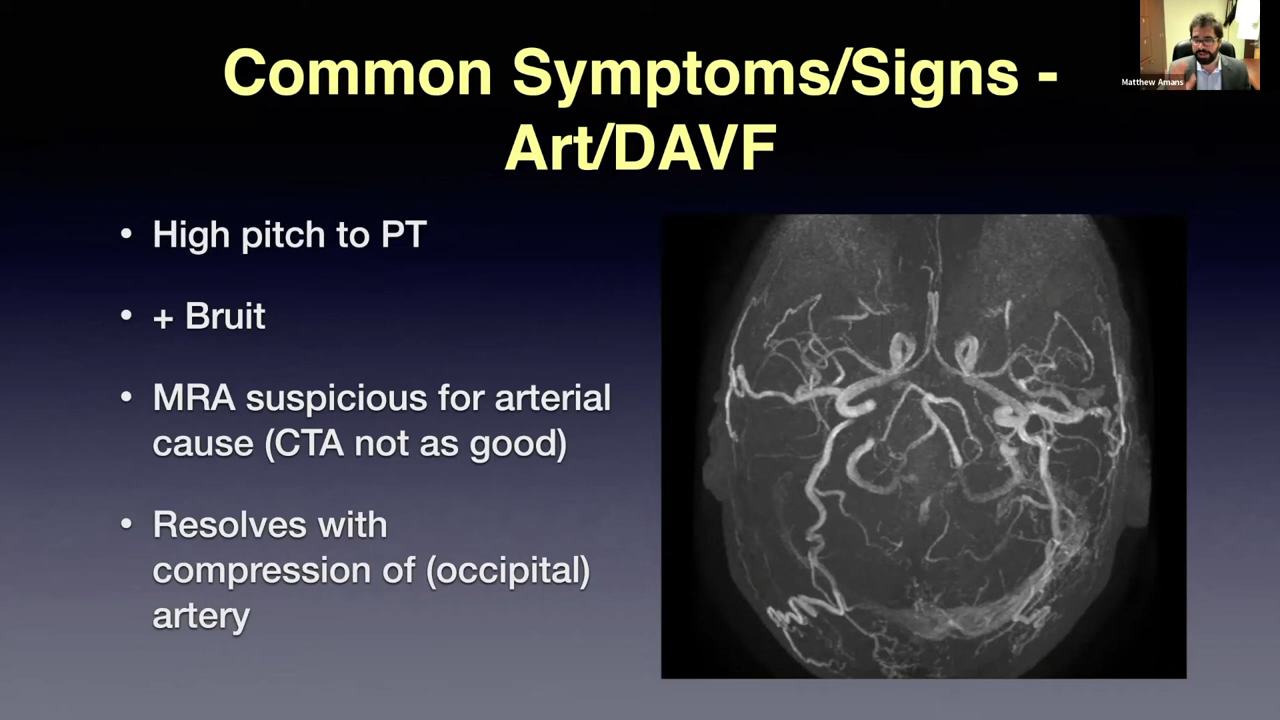 Common Symptoms/Signs -
Art/DAVF
Matthew Amans
• High pitch to PT
• + Bruit
• MRA suspicious for arterial
cause (CTA not as good)
• Resolves with
compression of (occipital)
artery